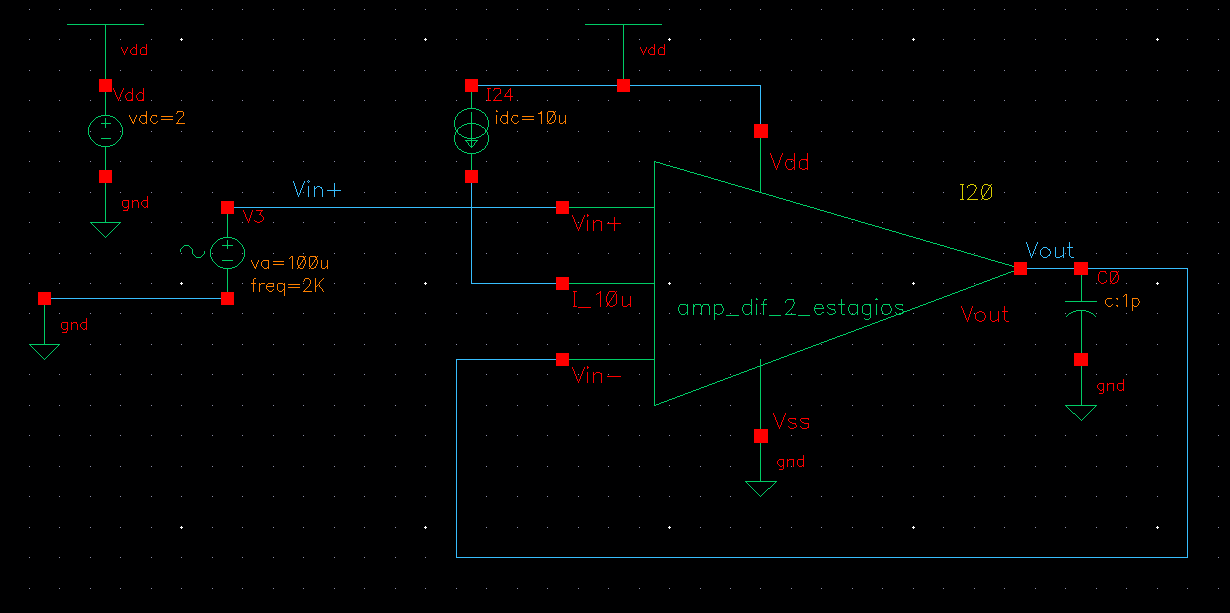 vdd
Vdd
vdc=2
gnd
Vin+
V3
va=100u
freq=2K
gnd
vdd
I24
idc=10u
Vdd
I20
Vin+
I_10u
amp_dif_2_estagios
Vin-
Vout
Vout
C0
c:1p
gnd
Vss
gnd